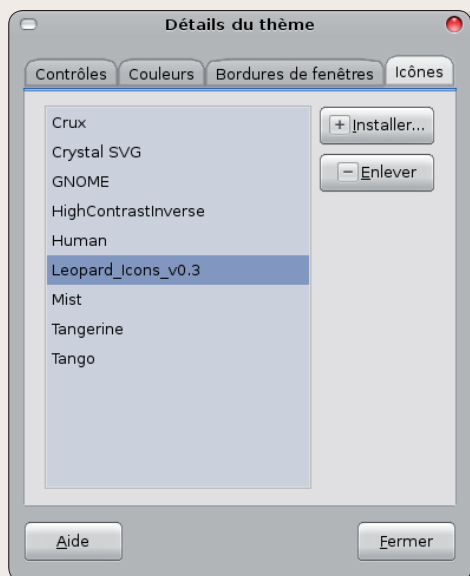 Détails du thème
Contrôles Couleurs Bordures de fenêtres Icônes
Crux
Crystal SVG
GNOME
HighContrastInverse
Human
Leopard_Icons_v0.3
Mist
Tangerine
Tango
Installer...
Enlever
Aide
Fermer